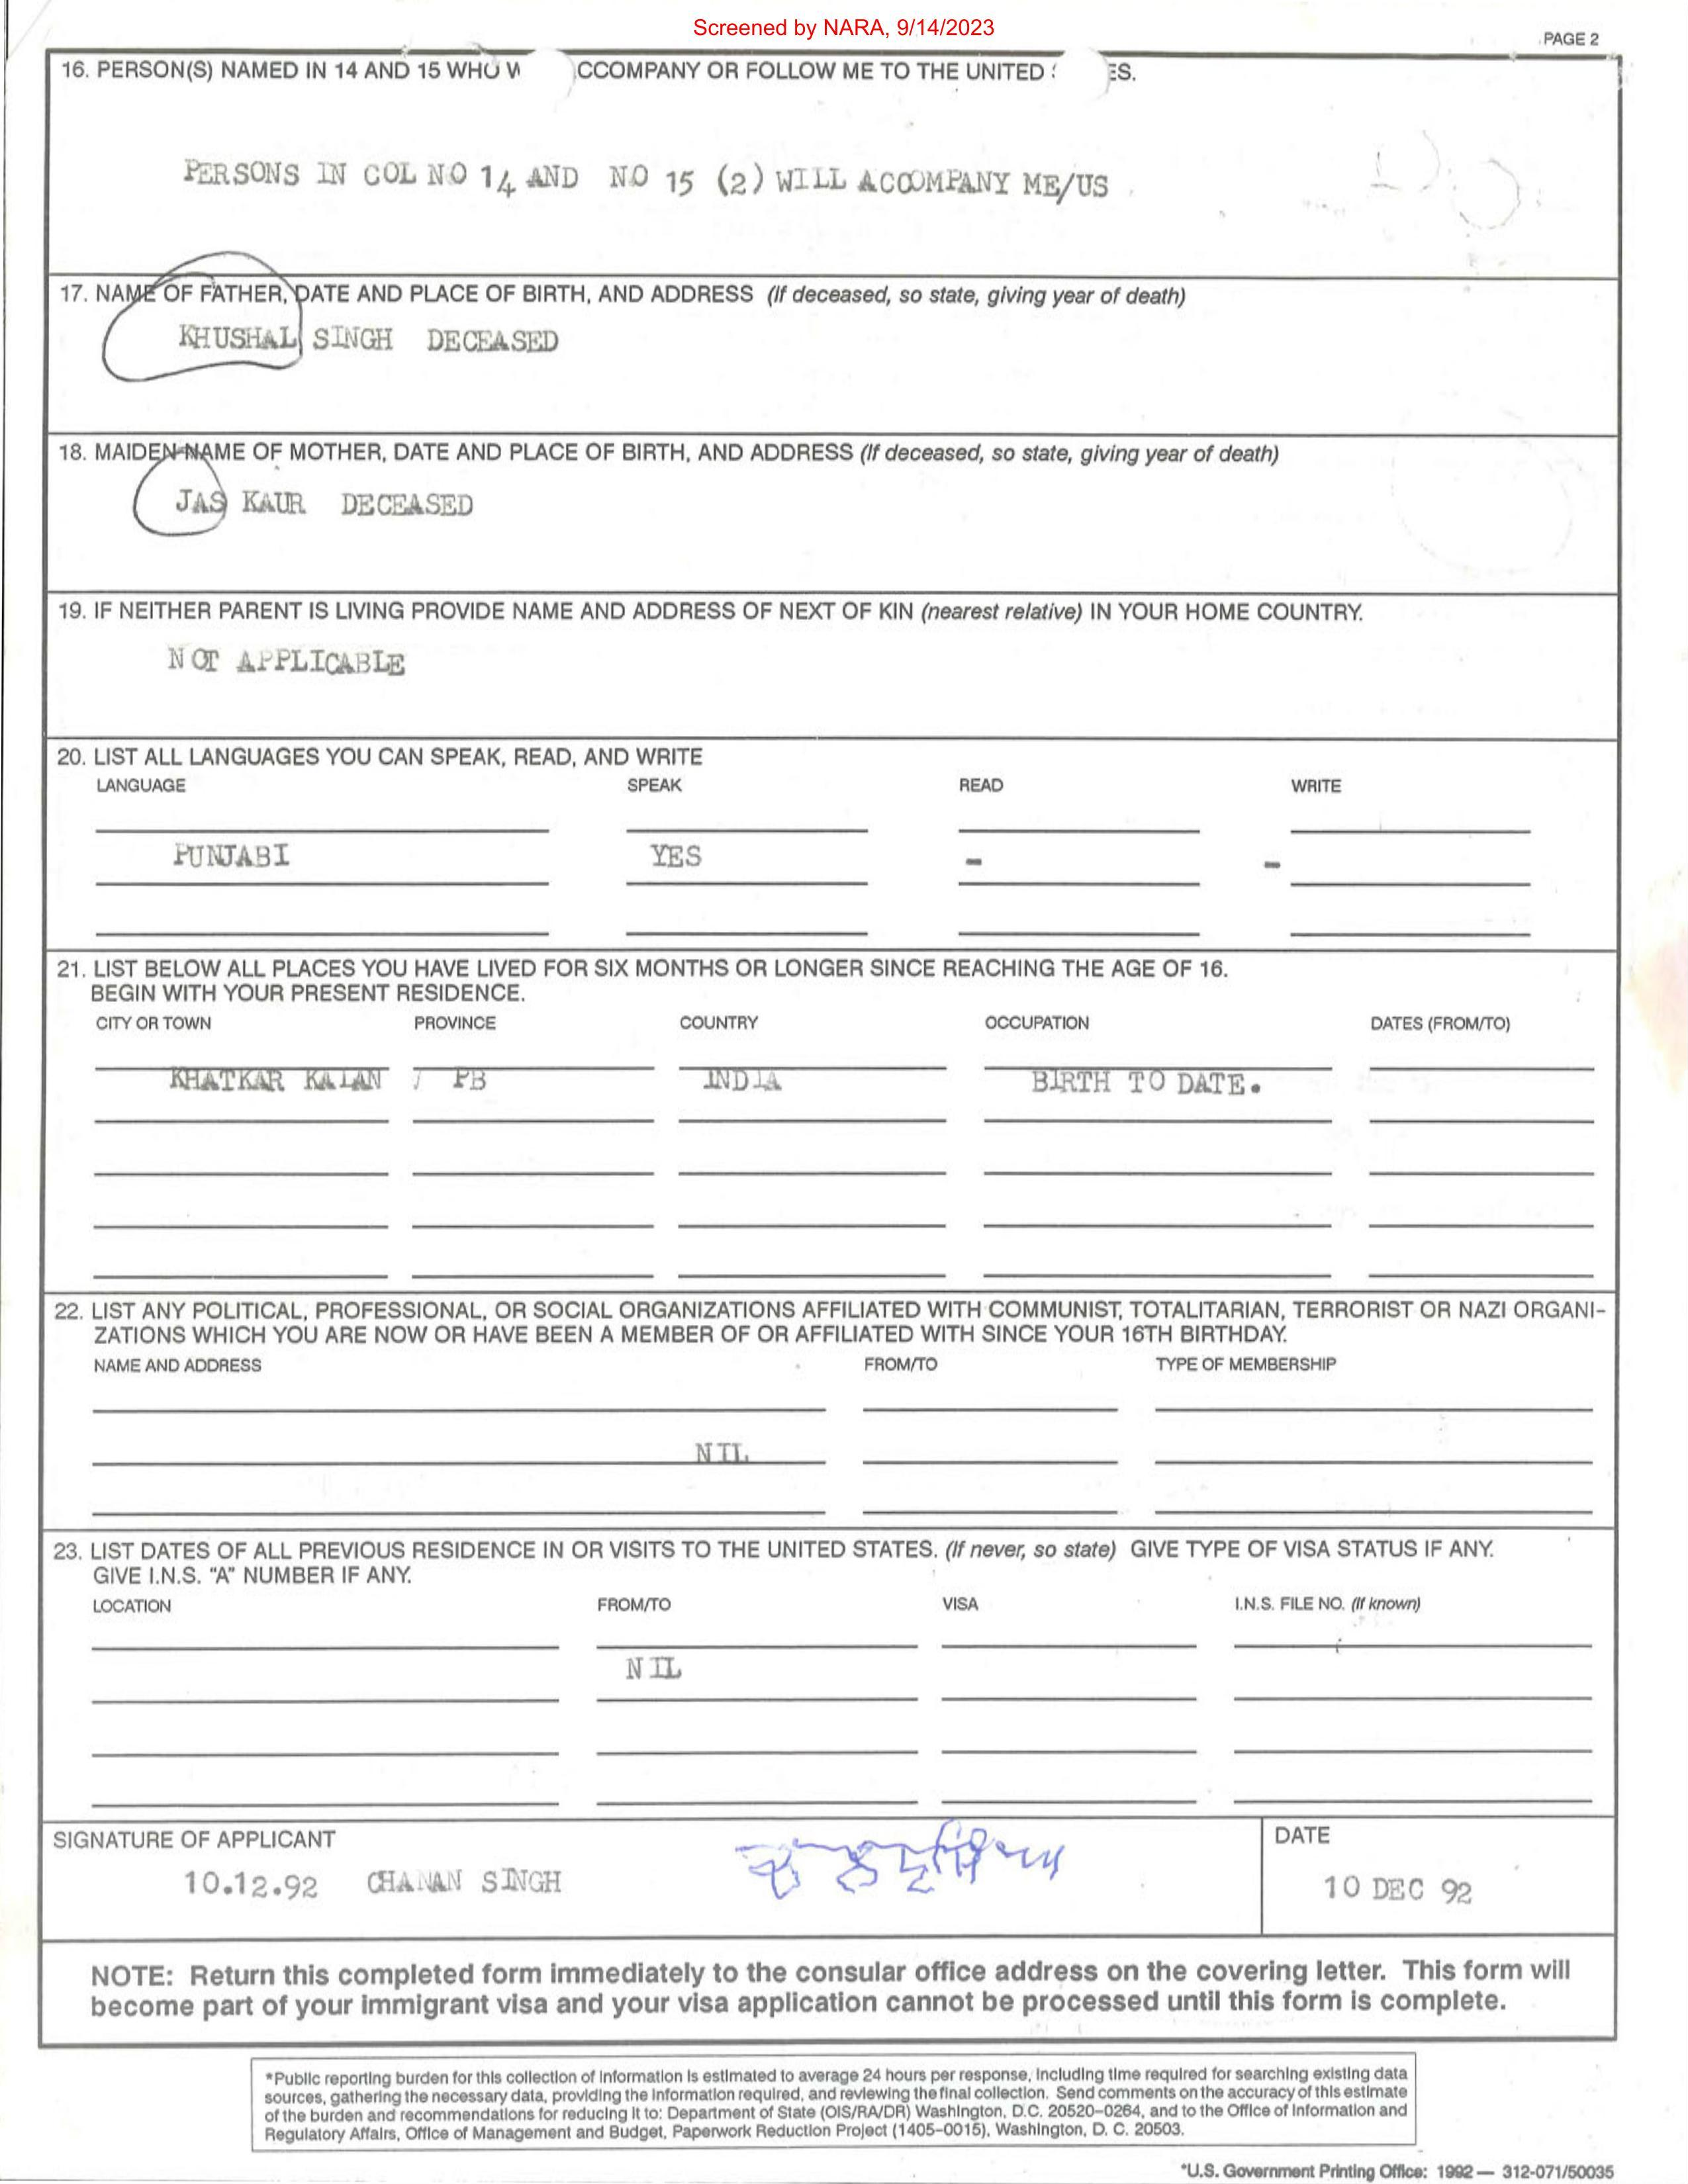 Screened by NARA, 9/14/2023
PAGE 2
16. PERSON(S) NAMED IN 14 AND 15 WHO W CCOMPANY OR FOLLOW ME TO THE UNITED S ES.
PERSONS IN COL NO 14 AND NO 15 (2) WILL ACCOMPANY ME/US
17. NAME OF FATHER, DATE AND PLACE OF BIRTH, AND ADDRESS (If deceased, so state, giving year of death)
KHUSHAL SINGH DECEASED
18. MAIDEN NAME OF MOTHER, DATE AND PLACE OF BIRTH, AND ADDRESS (If deceased, so state, giving year of death)
JAS KAUR DECEASED
19. IF NEITHER PARENT IS LIVING PROVIDE NAME AND ADDRESS OF NEXT OF KIN (nearest relative) IN YOUR HOME COUNTRY.
NOT APPLICABLE
20. LIST ALL LANGUAGES YOU CAN SPEAK, READ, AND WRITE
LANGUAGE SPEAK READ WRITE
PUNJABI YES - -
21. LIST BELOW ALL PLACES YOU HAVE LIVED FOR SIX MONTHS OR LONGER SINCE REACHING THE AGE OF 16.
BEGIN WITH YOUR PRESENT RESIDENCE.
CITY OR TOWN PROVINCE COUNTRY OCCUPATION DATES (FROM/TO)
KHATKAR KALAN / PB INDIA BIRTH TO DATE.
22. LIST ANY POLITICAL, PROFESSIONAL, OR SOCIAL ORGANIZATIONS AFFILIATED WITH COMMUNIST, TOTALITARIAN, TERRORIST OR NAZI ORGANI-
ZATIONS WHICH YOU ARE NOW OR HAVE BEEN A MEMBER OF OR AFFILIATED WITH SINCE YOUR 16TH BIRTHDAY.
NAME AND ADDRESS FROM/TO TYPE OF MEMBERSHIP
NIL
23. LIST DATES OF ALL PREVIOUS RESIDENCE IN OR VISITS TO THE UNITED STATES. (If never, so state) GIVE TYPE OF VISA STATUS IF ANY.
GIVE I.N.S. "A" NUMBER IF ANY.
LOCATION FROM/TO VISA I.N.S. FILE NO. (If known)
NIL
SIGNATURE OF APPLICANT DATE
10.12.92 CHANAN SINGH 10 DEC 92
NOTE: Return this completed form immediately to the consular office address on the covering letter. This form will
become part of your immigrant visa and your visa application cannot be processed until this form is complete.
*Public reporting burden for this collection of information is estimated to average 24 hours per response, including time required for searching existing data
sources, gathering the necessary data, providing the information required, and reviewing the final collection. Send comments on the accuracy of this estimate
of the burden and recommendations for reducing it to: Department of State (OIS/RA/DR) Washington, D.C. 20520-0264, and to the Office of Information and
Regulatory Affairs, Office of Management and Budget, Paperwork Reduction Project (1405-0015), Washington, D. C. 20503.
*U.S. Government Printing Office: 1992 — 312-071/50035